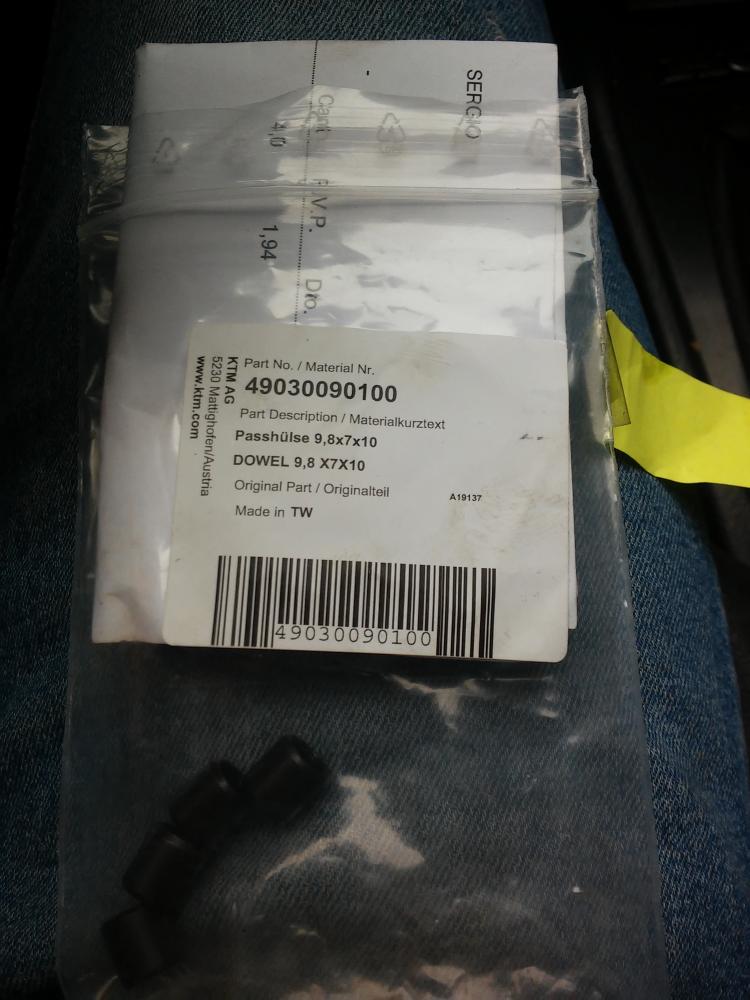 SERGIO
Cant P.V.P. Dto.
4,0 1,94
KTM AG
5230 Mattighofen/Austria
www.ktm.com
Part No. / Material Nr.
49030090100
Part Description / Materialkurztext
Passhülse 9,8x7x10
DOWEL 9,8 X7X10
Original Part / Originalteil
A19137
Made in TW
49030090100